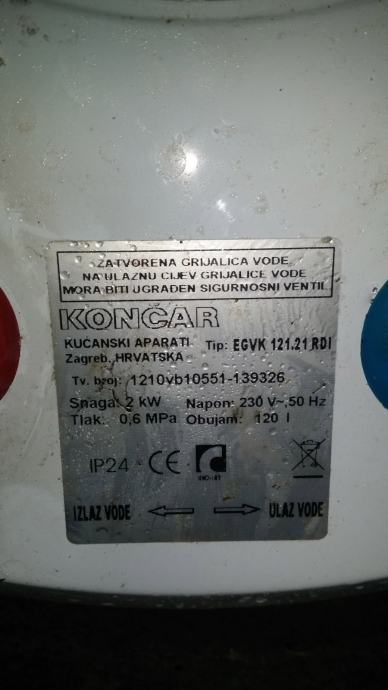 ZATVORENA GRIJALICA VODE
NA ULAZNU CIJEV GRIJALICE VODE
MORA BITI UGRAĐEN SIGURNOSNI VENTIL
KONČAR
KUĆANSKI APARATI Tip: EGVK 121.21 RDI
Zagreb, HRVATSKA
Tv. broj: 1210vb10551-139326
Snaga: 2 kW Napon: 230 V~,50 Hz
Tlak: 0,6 MPa Obujam: 120 l
IP24 CE
IZLAZ VODE ULAZ VODE